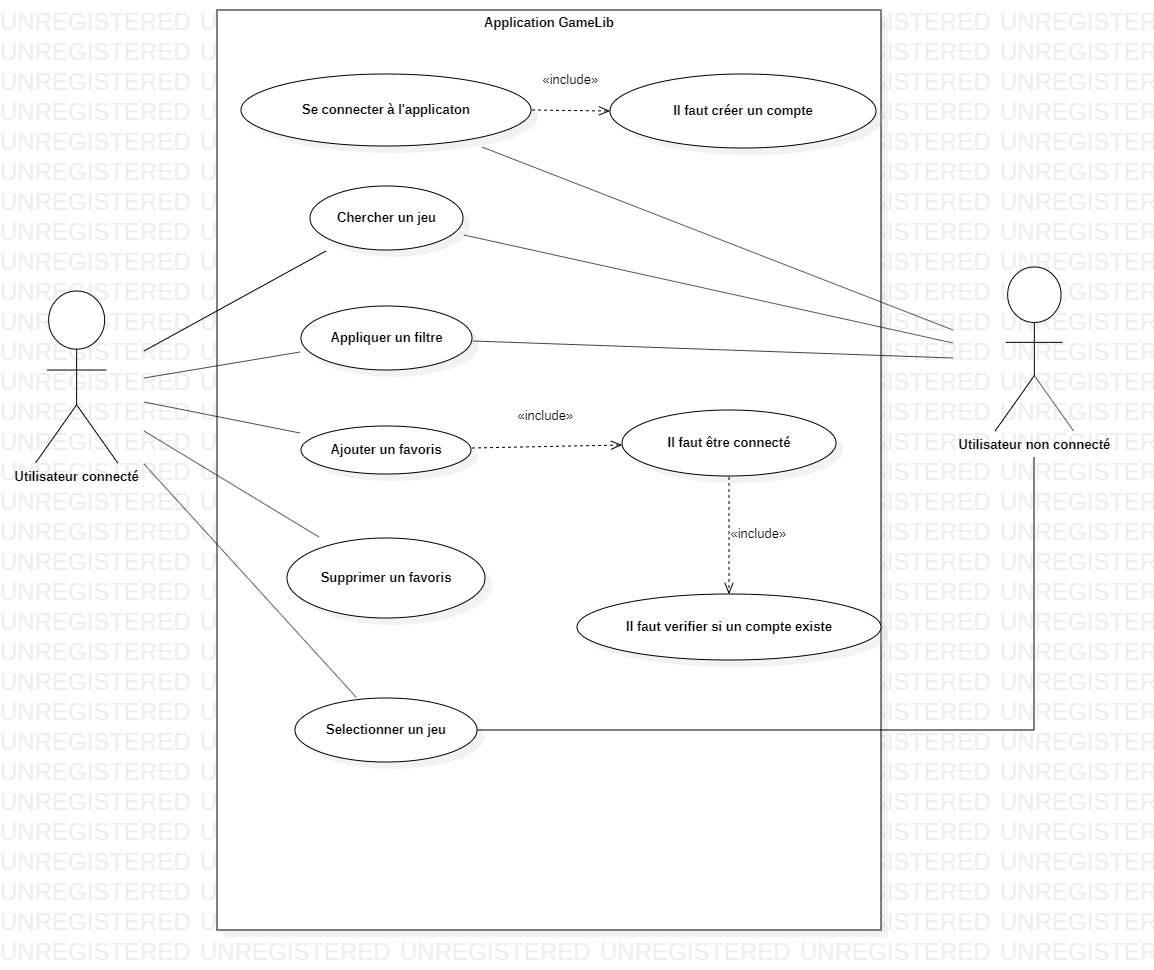 Application GameLib
«include»
Se connecter à l'applicaton
Il faut créer un compte
Chercher un jeu
Appliquer un filtre
«include»
Ajouter un favoris
Il faut être connecté
Utilisateur non connecté
Utilisateur connecté
«include»
Supprimer un favoris
Il faut verifier si un compte existe
Selectionner un jeu
UNREGISTERED UNREGISTERED UNREGISTERED UNREGISTERED UNREGISTERED UNREGISTERED